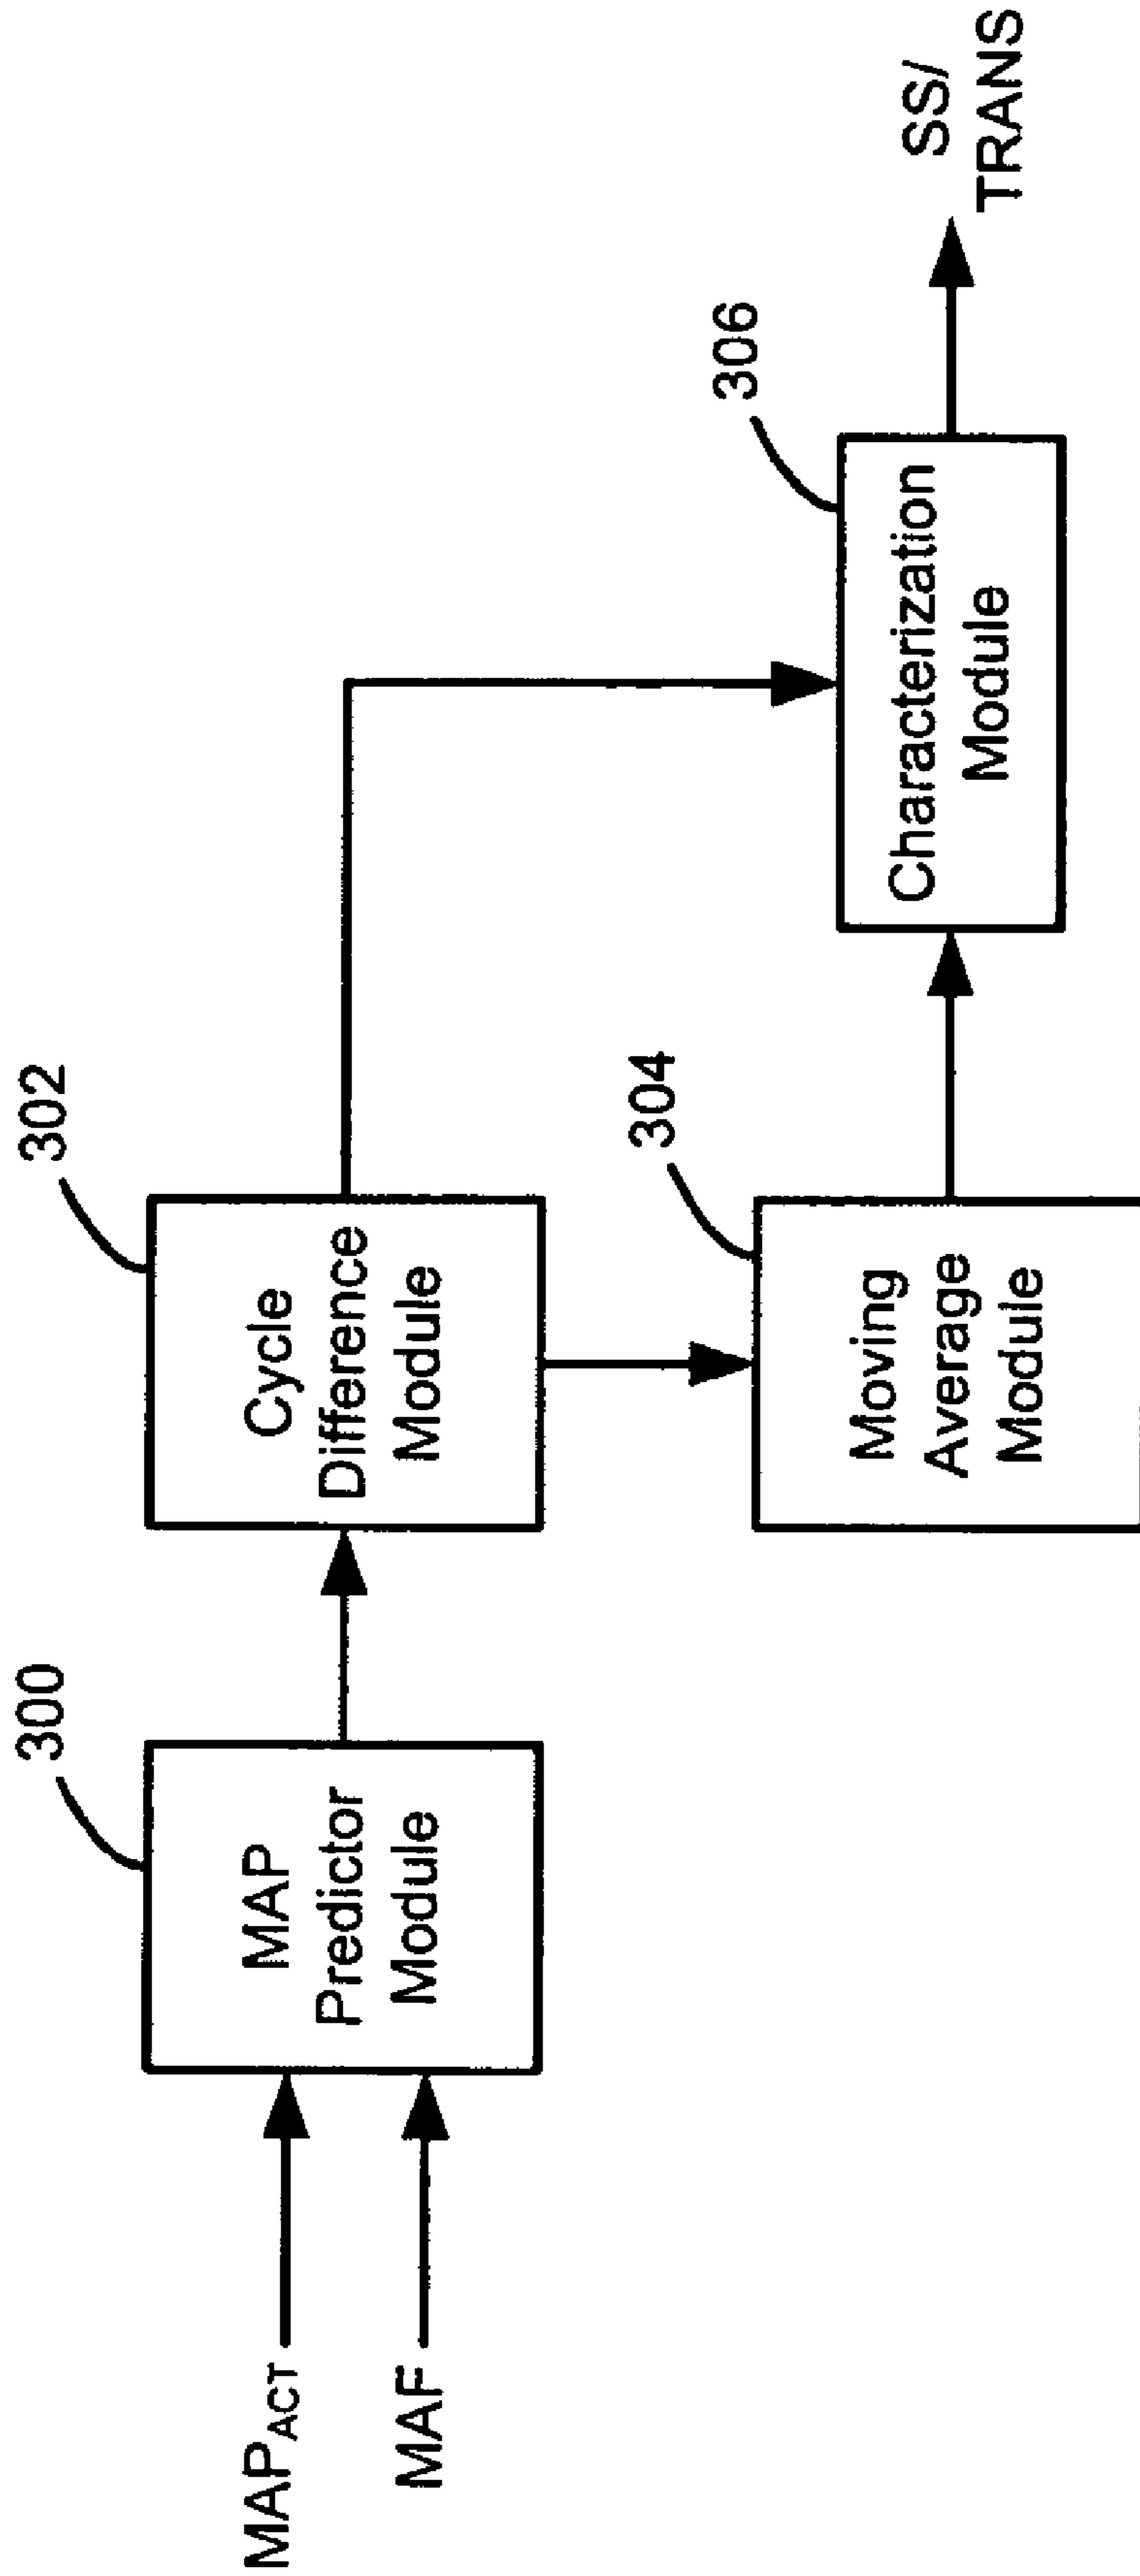 MAP_ACT
MAF
300
MAP
Predictor
Module
302
Cycle
Difference
Module
304
Moving
Average
Module
306
Characterization
Module
SS/
TRANS